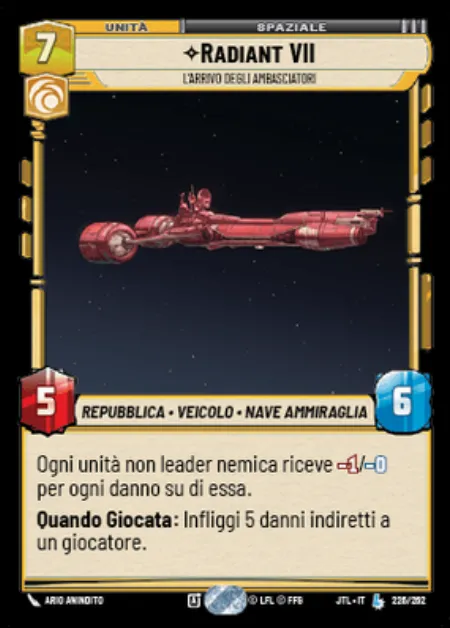 UNITÀ
SPAZIALE
7
RADIANT VII
L'ARRIVO DEGLI AMBASCIATORI
5
REPUBBLICA • VEICOLO • NAVE AMMIRAGLIA
6
Ogni unità non leader nemica riceve -1/-0
per ogni danno su di essa.
Quando Giocata: Infliggi 5 danni indiretti a
un giocatore.
ARIO ANINDITO
© LFL © FFG
JTL • IT
226/262